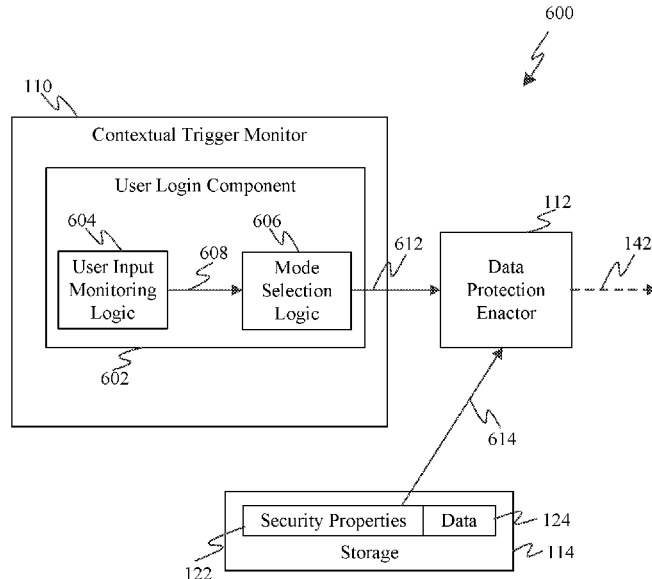 600
110
Contextual Trigger Monitor
User Login Component
604
606
112
612
142
User Input
Monitoring
Logic
608
Mode
Selection
Logic
Data
Protection
Enactor
602
614
Security Properties
Data
124
Storage
122
114